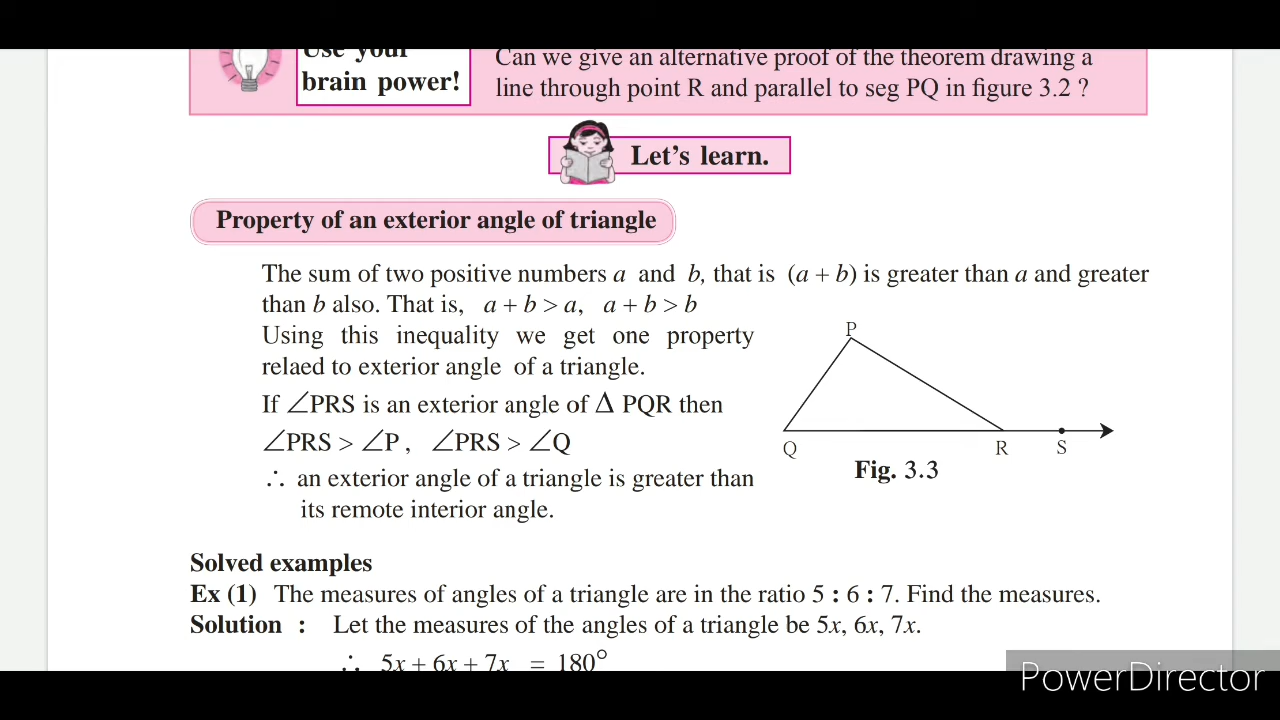 Use your
brain power!
Can we give an alternative proof of the theorem drawing a
line through point R and parallel to seg PQ in figure 3.2 ?
Let's learn.
Property of an exterior angle of triangle
The sum of two positive numbers a and b, that is (a + b) is greater than a and greater
than b also. That is, a + b > a, a + b > b
Using this inequality we get one property
relaed to exterior angle of a triangle.
If ∠PRS is an exterior angle of Δ PQR then
∠PRS > ∠P , ∠PRS > ∠Q
∴ an exterior angle of a triangle is greater than
its remote interior angle.
P
Q
R
S
Fig. 3.3
Solved examples
Ex (1) The measures of angles of a triangle are in the ratio 5 : 6 : 7. Find the measures.
Solution : Let the measures of the angles of a triangle be 5x, 6x, 7x.
∴ 5x + 6x + 7x = 180°
PowerDirector